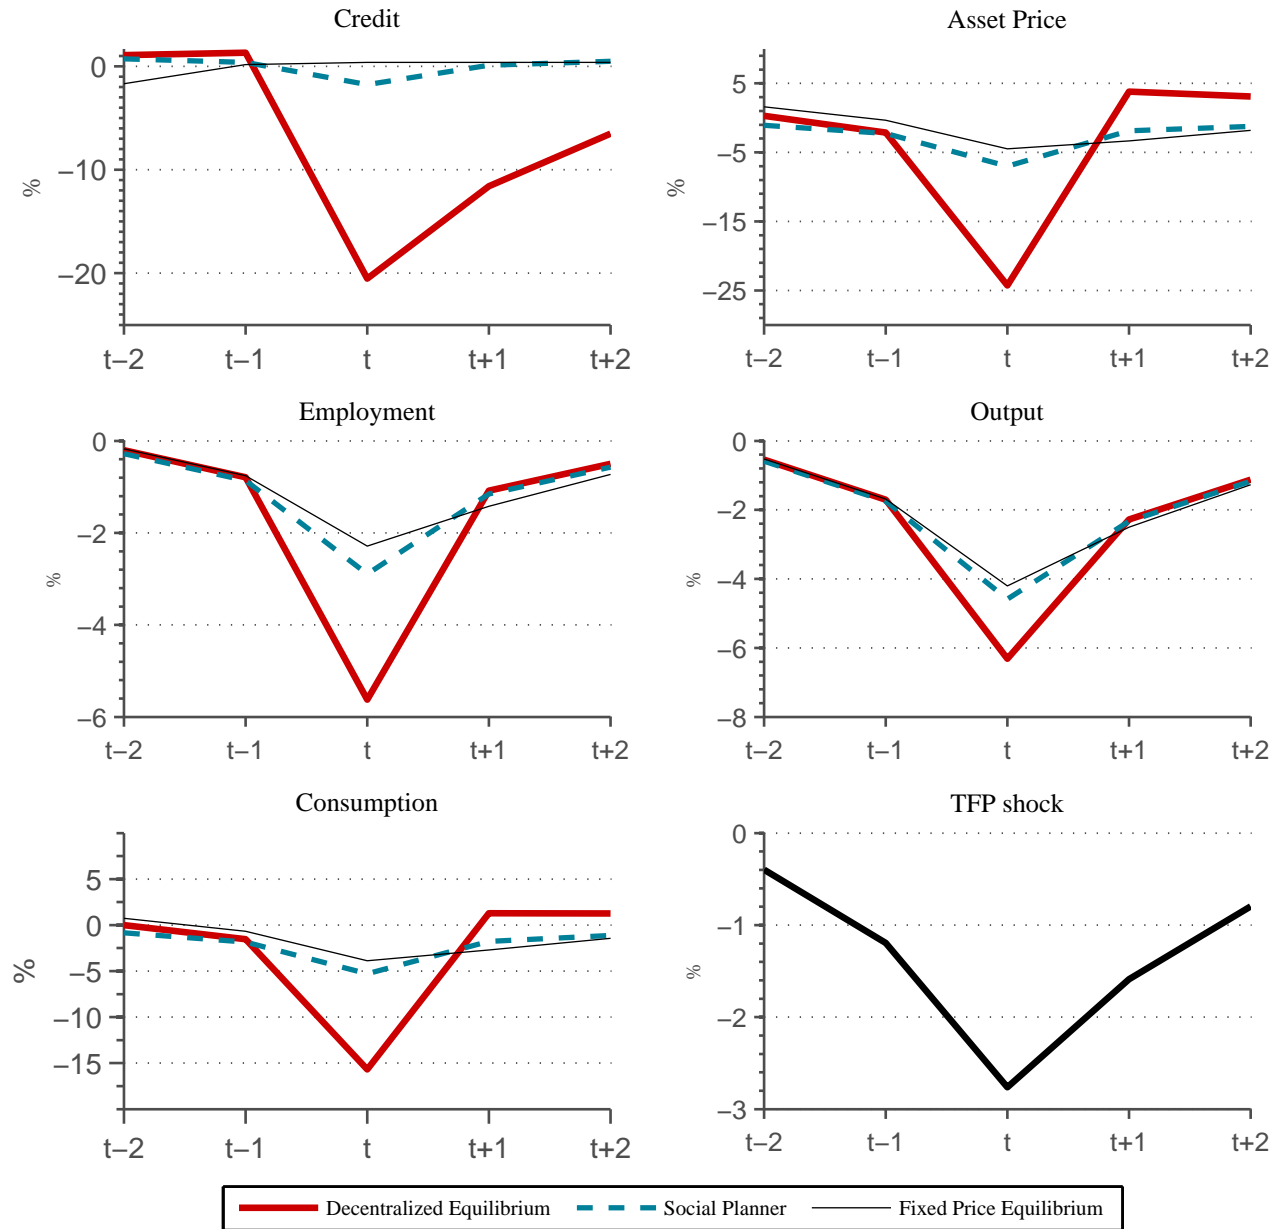 Credit
0
−10
−20
%
t−2 t−1 t t+1 t+2
Asset Price
5
−5
−15
−25
%
t−2 t−1 t t+1 t+2
Employment
0
−2
−4
−6
%
t−2 t−1 t t+1 t+2
Output
0
−2
−4
−6
−8
%
t−2 t−1 t t+1 t+2
Consumption
5
0
−5
−10
−15
%
t−2 t−1 t t+1 t+2
TFP shock
0
−1
−2
−3
%
t−2 t−1 t t+1 t+2
Decentralized Equilibrium Social Planner Fixed Price Equilibrium